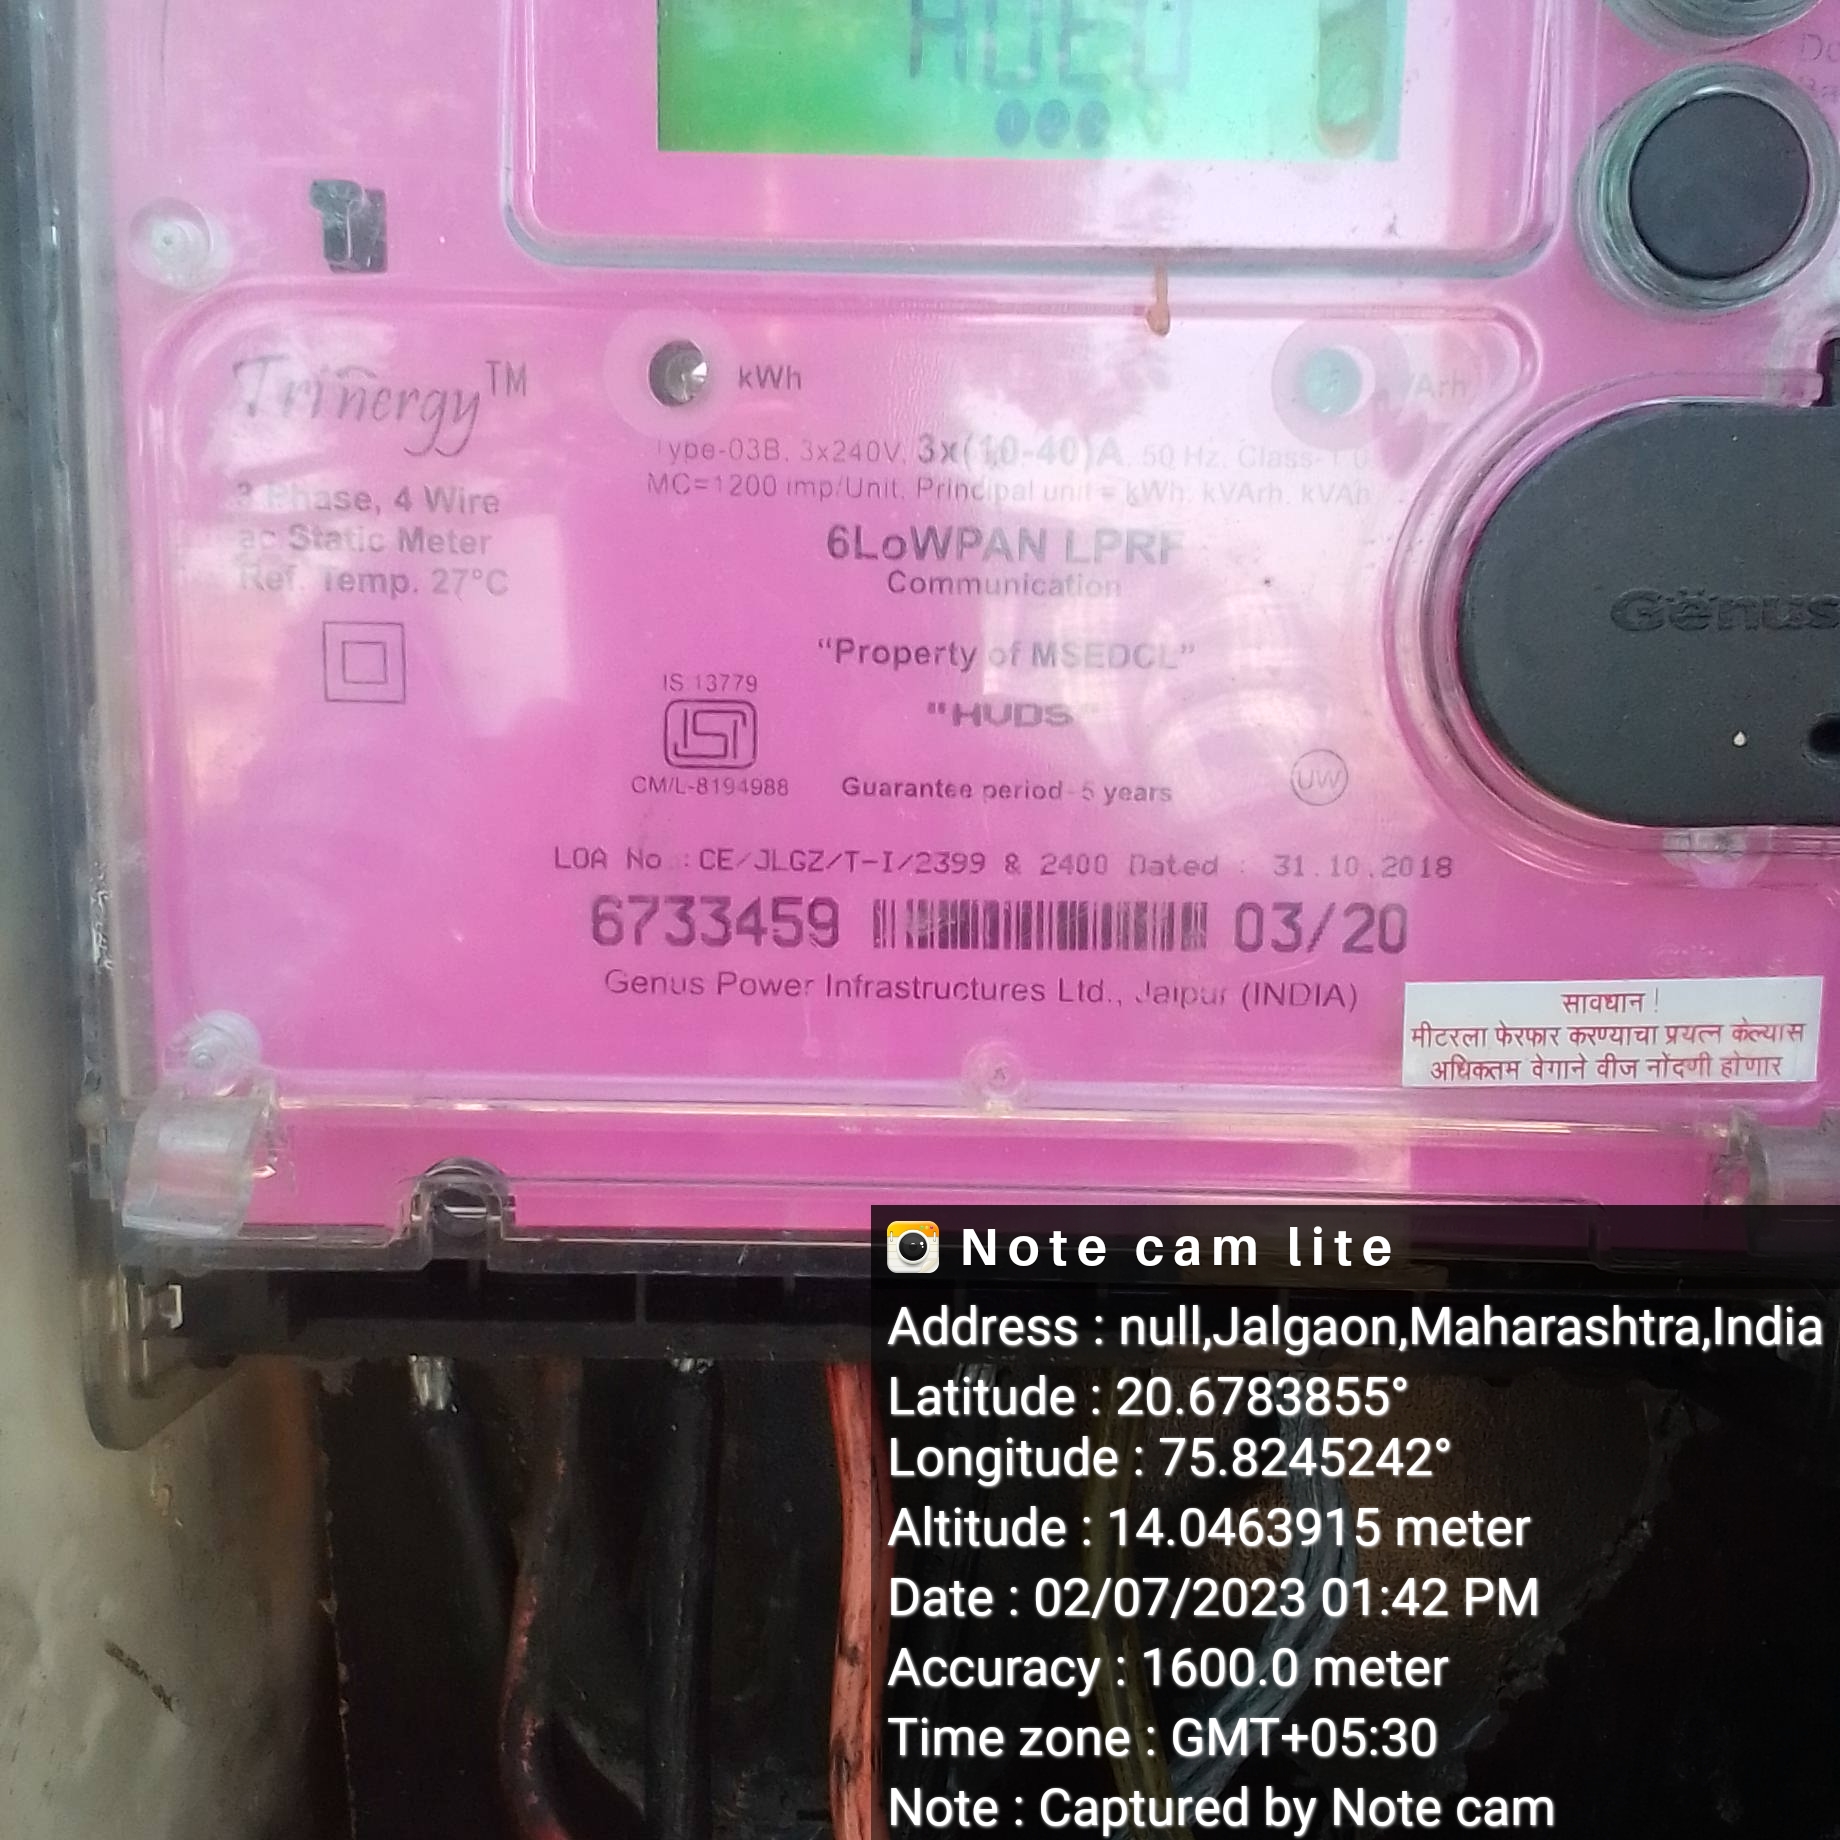 Trinergy™
kWh
3 Phase, 4 Wire
ac Static Meter
Ref. Temp. 27°C
Type-03B, 3x240V, 3x(10-40)A, 50 Hz, Class-1.0
MC=1200 imp/Unit, Principal unit = kWh, kVArh, kVAh
6LoWPAN LPRF
Communication
"Property of MSEDCL"
"HVDS"
IS 13779
CM/L-8194988
Guarantee period-5 years
UW
LOA No.: CE/JLGZ/T-I/2399 & 2400 Dated : 31.10.2018
6733459 03/20
Genus Power Infrastructures Ltd., Jaipur (INDIA)
Genus
सावधान !
मीटरला फेरफार करण्याचा प्रयत्न केल्यास
अधिकतम वेगाने वीज नोंदणी होणार
Note cam lite
Address : null,Jalgaon,Maharashtra,India
Latitude : 20.6783855°
Longitude : 75.8245242°
Altitude : 14.0463915 meter
Date : 02/07/2023 01:42 PM
Accuracy : 1600.0 meter
Time zone : GMT+05:30
Note : Captured by Note cam